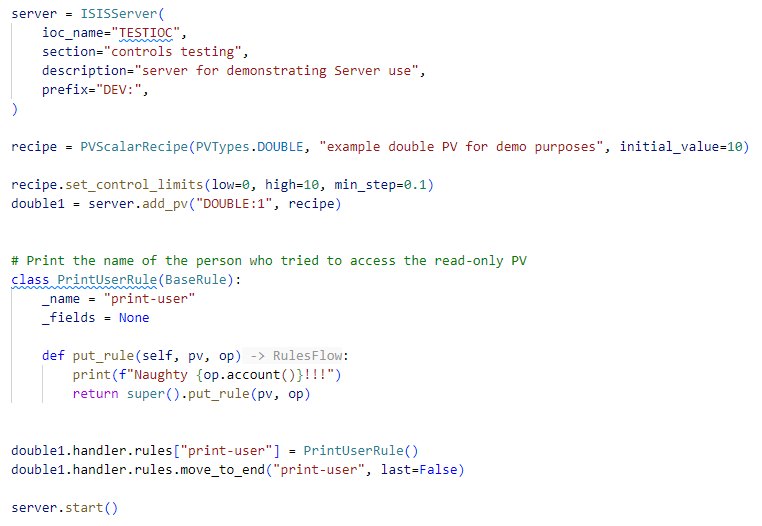 server = ISISServer(
    ioc_name="TESTIOC",
    section="controls testing",
    description="server for demonstrating Server use",
    prefix="DEV:",
)
recipe = PVScalarRecipe(PVTypes.DOUBLE, "example double PV for demo purposes", initial_value=10)
recipe.set_control_limits(low=0, high=10, min_step=0.1)
double1 = server.add_pv("DOUBLE:1", recipe)
# Print the name of the person who tried to access the read-only PV
class PrintUserRule(BaseRule):
    _name = "print-user"
    _fields = None
    def put_rule(self, pv, op) -> RulesFlow:
        print(f"Naughty {op.account()}!!!")
        return super().put_rule(pv, op)
double1.handler.rules["print-user"] = PrintUserRule()
double1.handler.rules.move_to_end("print-user", last=False)
server.start()